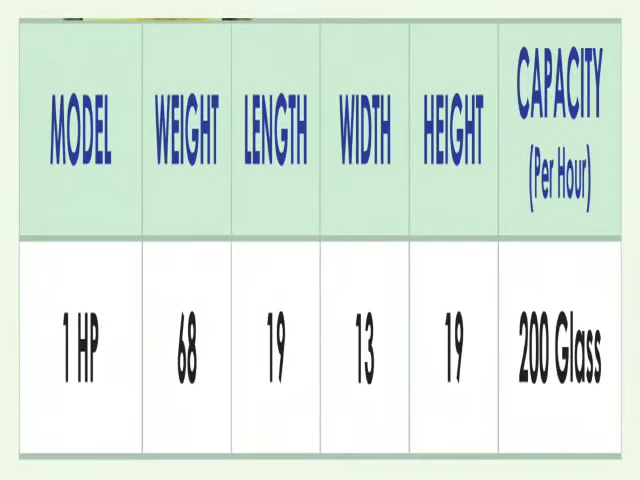 MODEL WEIGHT LENGTH WIDTH HEIGHT CAPACITY (Per Hour)
1 HP 68 19 13 19 200 Glass